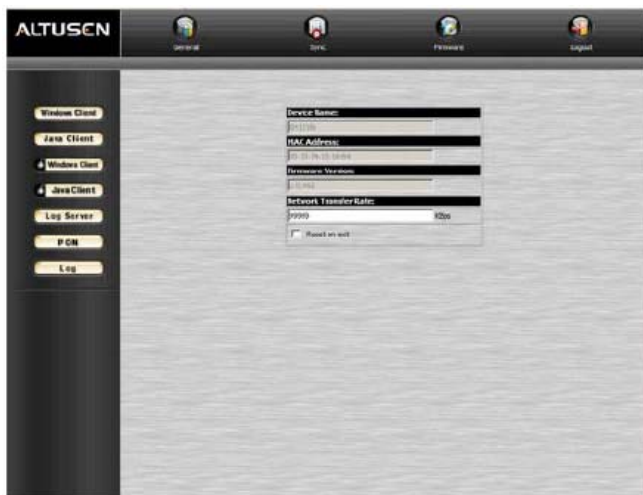 ALTUSEN
General
Sync
Firmware
Logout
Windows Client
Java Client
Windows Client
Java Client
Log Server
PON
Log
Device Name:
MAC Address:
Firmware Version:
Network Transfer Rate:
99999 KBps
Reset on exit